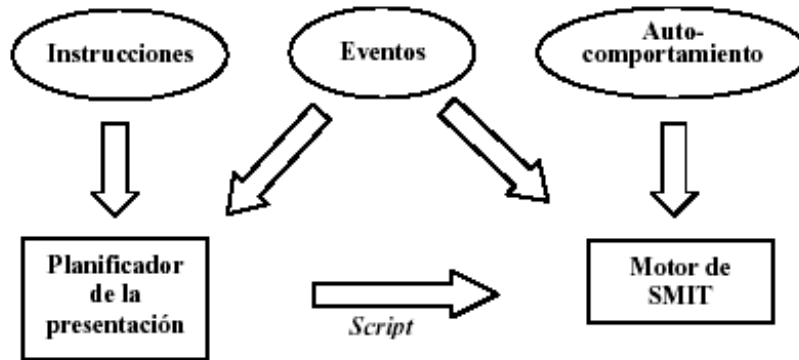 Instrucciones
Eventos
Auto-
comportamiento
Planificador
de la
presentación
Script
Motor de
SMIT